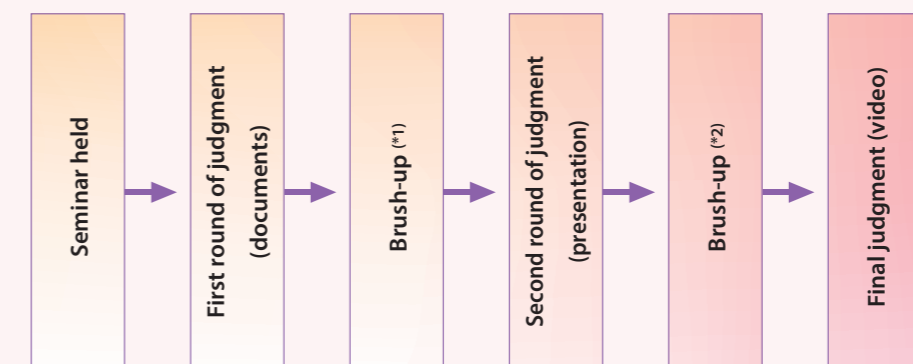 Seminar held
First round of judgment
(documents)
Brush-up (*1)
Second round of judgment
(presentation)
Brush-up (*2)
Final judgment (video)